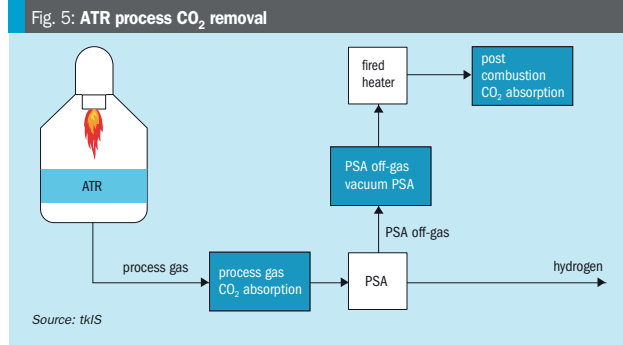 Fig. 5: ATR process CO₂ removal
fired
heater
post
combustion
CO₂ absorption
PSA off-gas
vacuum PSA
ATR
PSA off-gas
process gas
process gas
CO₂ absorption
PSA
hydrogen
Source: tkIS